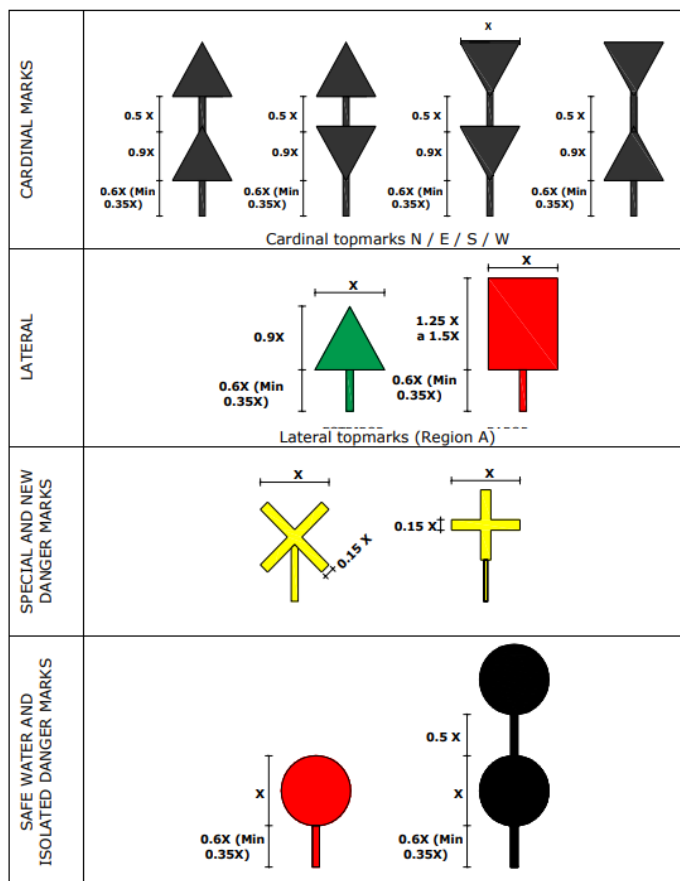 CARDINAL MARKS
X
0.5 X
0.5 X
0.5 X
0.5 X
0.9X
0.9X
0.9X
0.9X
0.6X (Min
0.35X)
0.6X (Min
0.35X)
0.6X (Min
0.35X)
0.6X (Min
0.35X)
Cardinal topmarks N / E / S / W
LATERAL
X
X
0.9X
1.25 X
a 1.5X
0.6X (Min
0.35X)
0.6X (Min
0.35X)
Lateral topmarks (Region A)
SPECIAL AND NEW
DANGER MARKS
X
X
0.15 X
0.15 X
SAFE WATER AND
ISOLATED DANGER MARKS
0.5 X
X
X
0.6X (Min
0.35X)
0.6X (Min
0.35X)